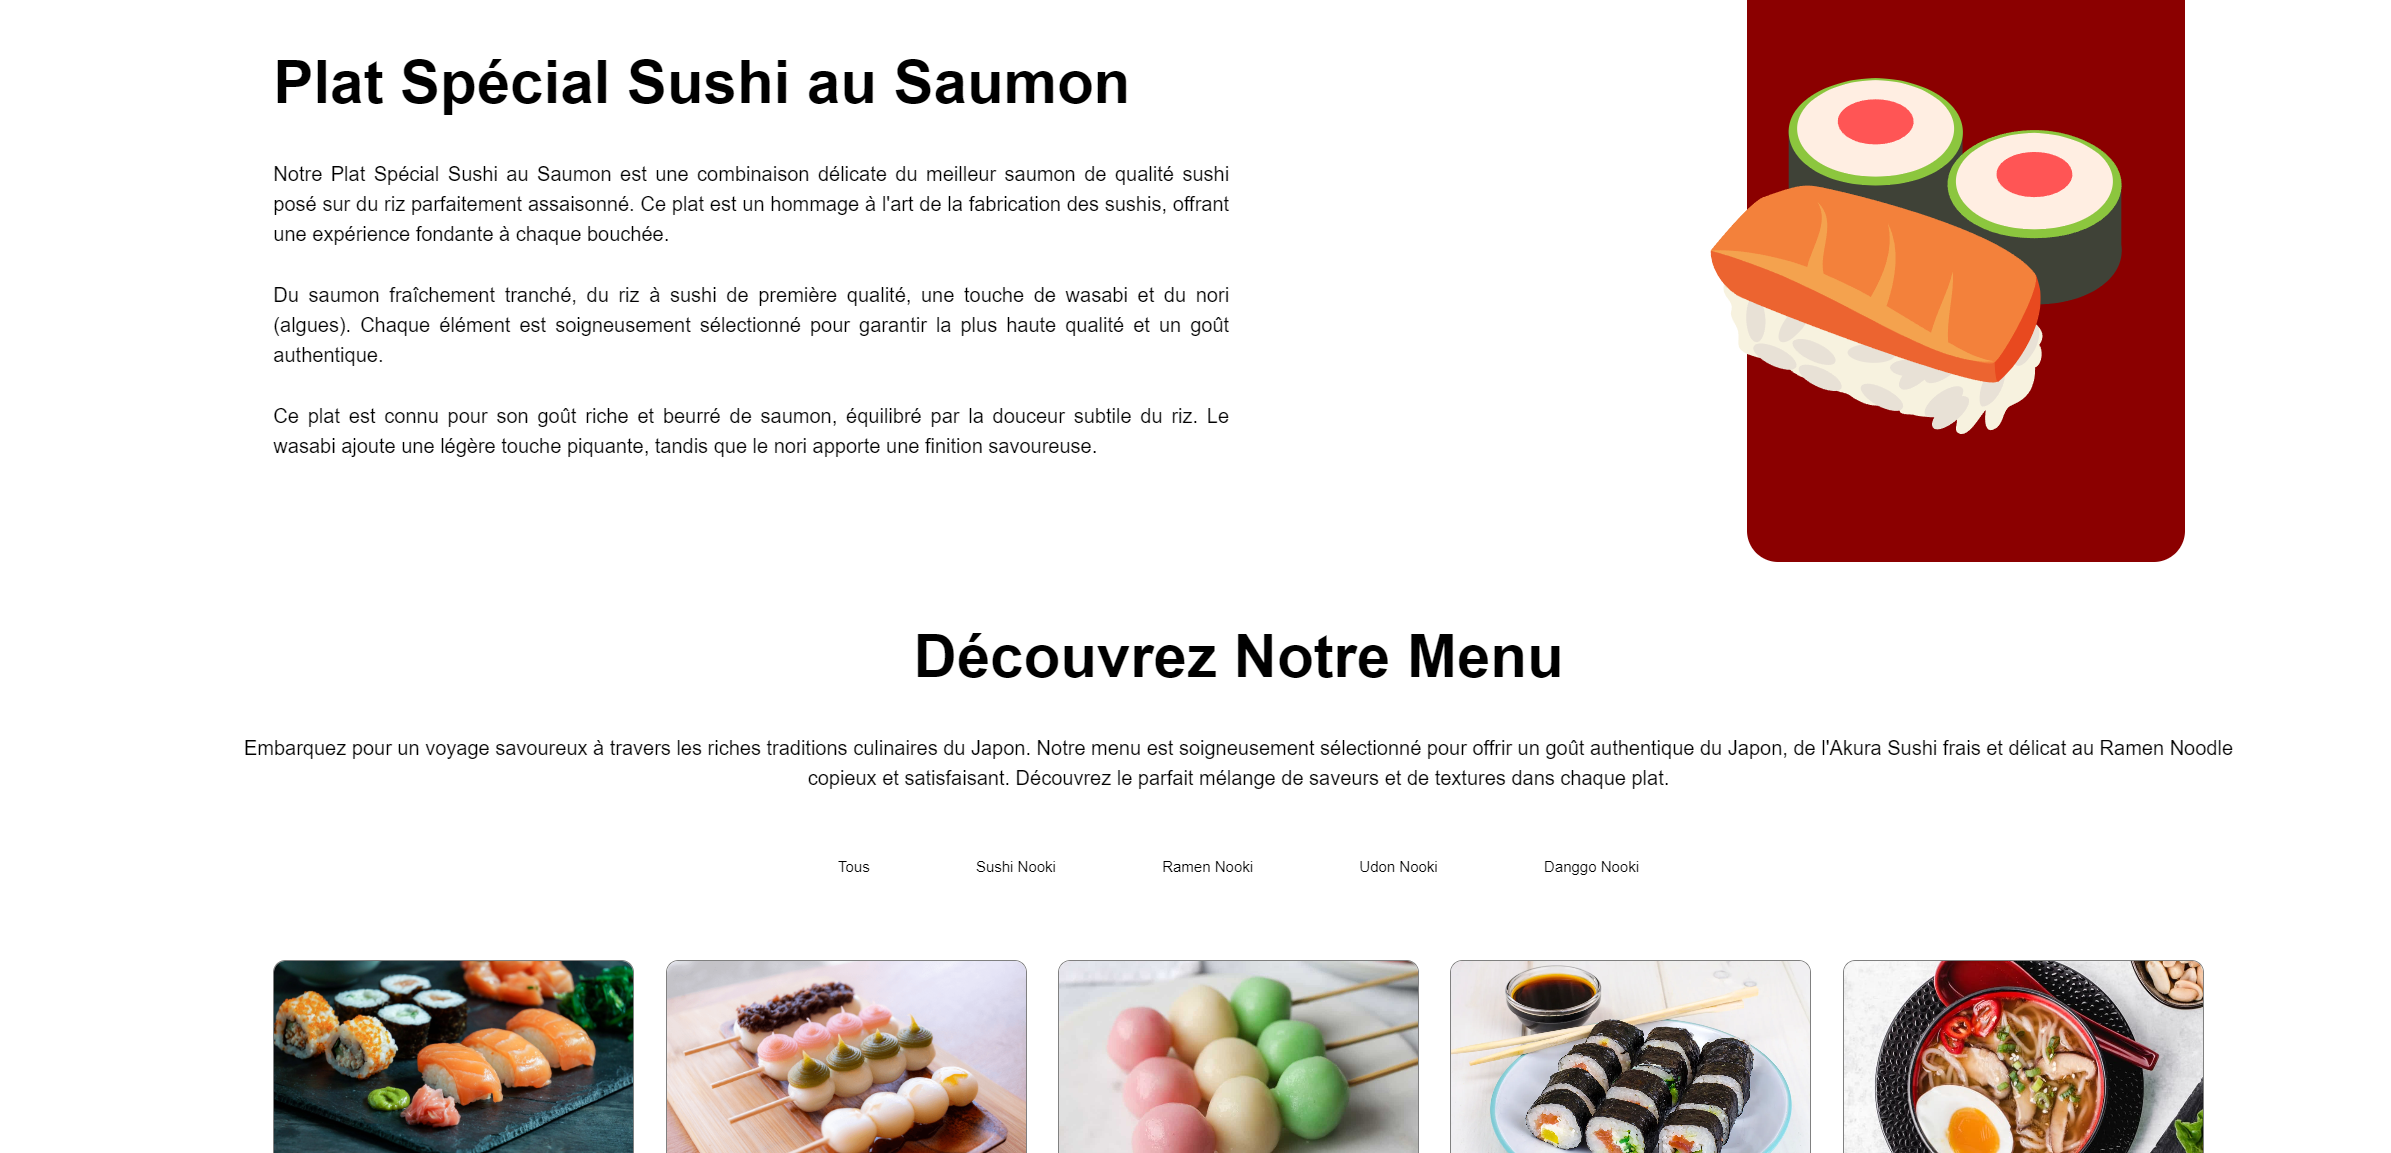 Plat Spécial Sushi au Saumon
Notre Plat Spécial Sushi au Saumon est une combinaison délicate du meilleur saumon de qualité sushi
posé sur du riz parfaitement assaisonné. Ce plat est un hommage à l'art de la fabrication des sushis, offrant
une expérience fondante à chaque bouchée.
Du saumon fraîchement tranché, du riz à sushi de première qualité, une touche de wasabi et du nori
(algues). Chaque élément est soigneusement sélectionné pour garantir la plus haute qualité et un goût
authentique.
Ce plat est connu pour son goût riche et beurré de saumon, équilibré par la douceur subtile du riz. Le
wasabi ajoute une légère touche piquante, tandis que le nori apporte une finition savoureuse.
Découvrez Notre Menu
Embarquez pour un voyage savoureux à travers les riches traditions culinaires du Japon. Notre menu est soigneusement sélectionné pour offrir un goût authentique du Japon, de l'Akura Sushi frais et délicat au Ramen Noodle
copieux et satisfaisant. Découvrez le parfait mélange de saveurs et de textures dans chaque plat.
Tous Sushi Nooki Ramen Nooki Udon Nooki Danggo Nooki